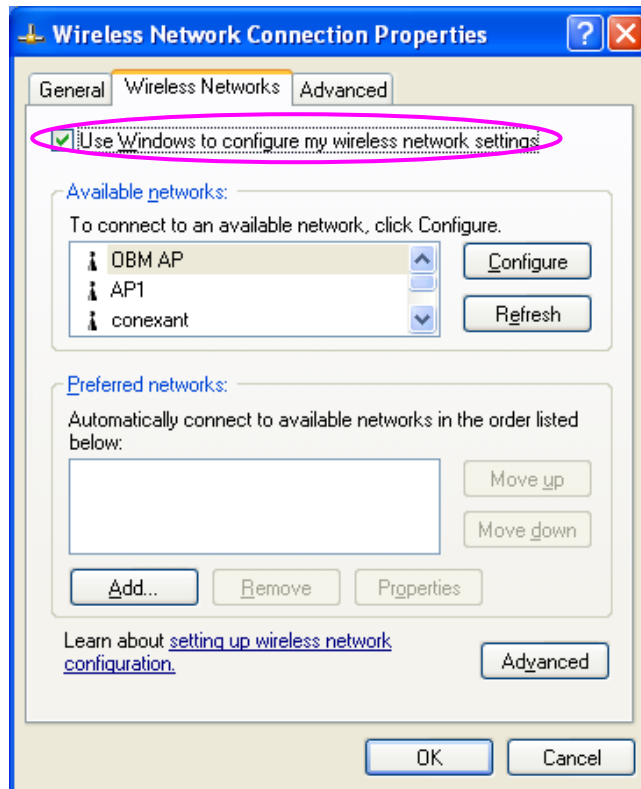 Wireless Network Connection Properties
General
Wireless Networks
Advanced
Use Windows to configure my wireless network settings
Available networks:
To connect to an available network, click Configure.
OBM AP
AP1
conexant
Configure
Refresh
Preferred networks:
Automatically connect to available networks in the order listed
below:
Move up
Move down
Add...
Remove
Properties
Learn about setting up wireless network
configuration.
Advanced
OK
Cancel